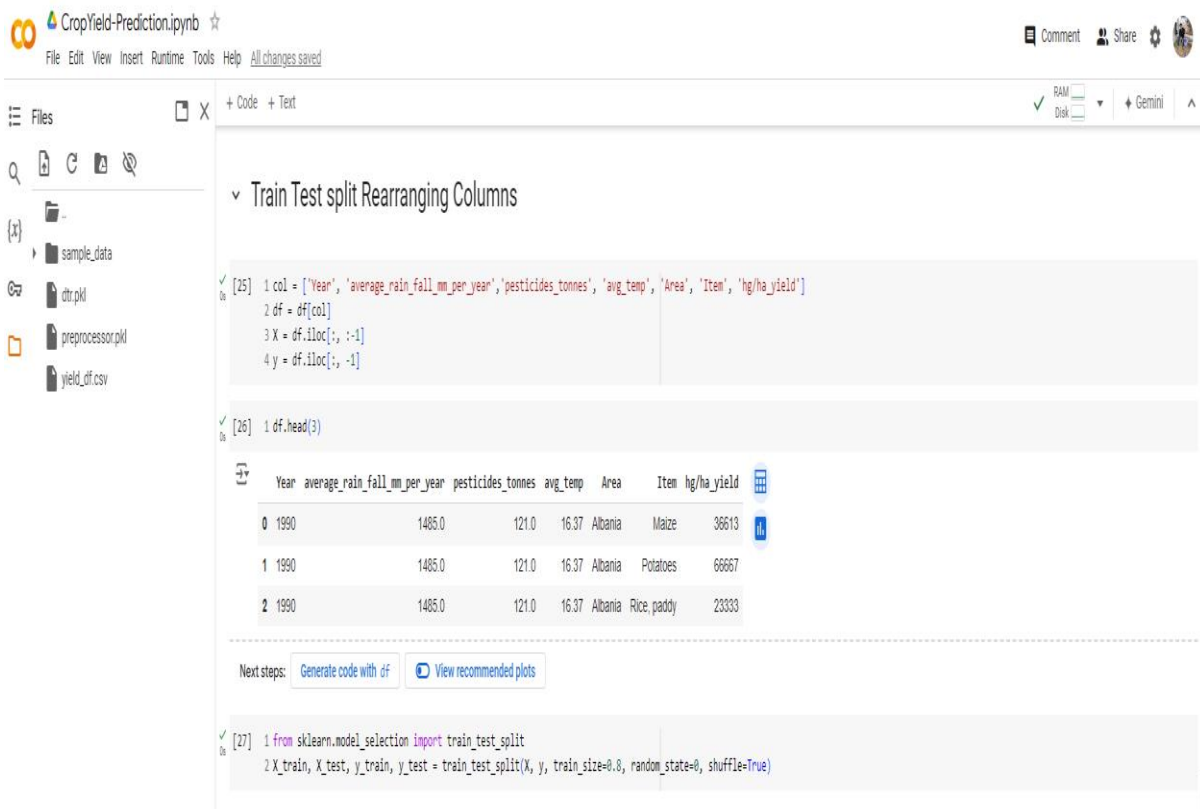 CO CropYield-Prediction.ipynb
File Edit View Insert Runtime Tools Help All changes saved
Comment Share
Files
+ Code + Text
RAM
Disk
Gemini
..
sample_data
dtr.pkl
preprocessor.pkl
yield_df.csv
{x}
Train Test split Rearranging Columns
[25] 1 col = ['Year', 'average_rain_fall_mm_per_year','pesticides_tonnes', 'avg_temp', 'Area', 'Item', 'hg/ha_yield']
0s 2 df = df[col]
3 X = df.iloc[:, :-1]
4 y = df.iloc[:, -1]
[26] 1 df.head(3)
0s
Year average_rain_fall_mm_per_year pesticides_tonnes avg_temp Area Item hg/ha_yield
0 1990 1485.0 121.0 16.37 Albania Maize 36613
1 1990 1485.0 121.0 16.37 Albania Potatoes 66667
2 1990 1485.0 121.0 16.37 Albania Rice, paddy 23333
Next steps: Generate code with df View recommended plots
[27] 1 from sklearn.model_selection import train_test_split
0s 2 X_train, X_test, y_train, y_test = train_test_split(X, y, train_size=0.8, random_state=0, shuffle=True)